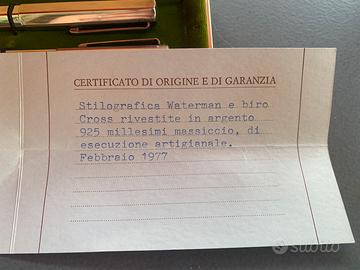 CERTIFICATO DI ORIGINE E DI GARANZIA
Stilografica Waterman e biro
Cross rivestite in argento
925 millesimi massiccio, di
esecuzione artigianale.
Febbraio 1977
subito